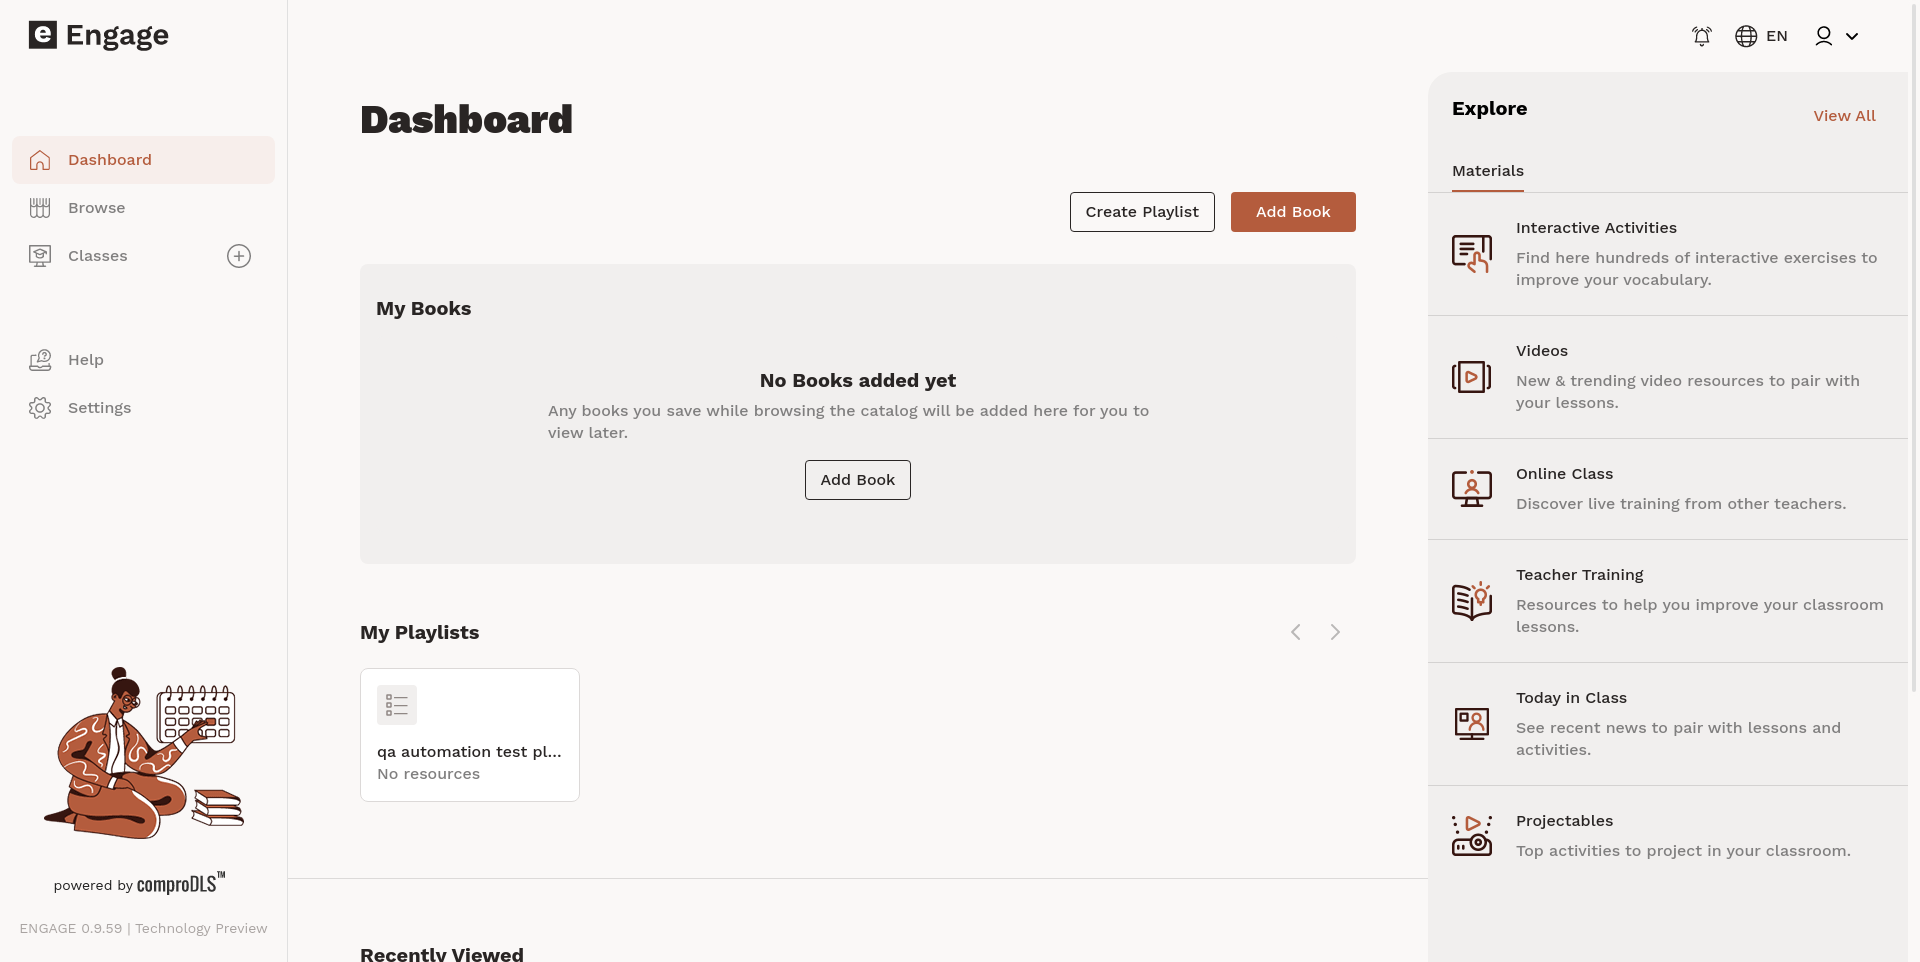 e Engage
Dashboard
Browse
Classes
Help
Settings
powered by comproDLS™
ENGAGE 0.9.59 | Technology Preview
EN
Dashboard
Create Playlist
Add Book
My Books
No Books added yet
Any books you save while browsing the catalog will be added here for you to
view later.
Add Book
My Playlists
qa automation test pl...
No resources
Recently Viewed
Explore
View All
Materials
Interactive Activities
Find here hundreds of interactive exercises to
improve your vocabulary.
Videos
New & trending video resources to pair with
your lessons.
Online Class
Discover live training from other teachers.
Teacher Training
Resources to help you improve your classroom
lessons.
Today in Class
See recent news to pair with lessons and
activities.
Projectables
Top activities to project in your classroom.